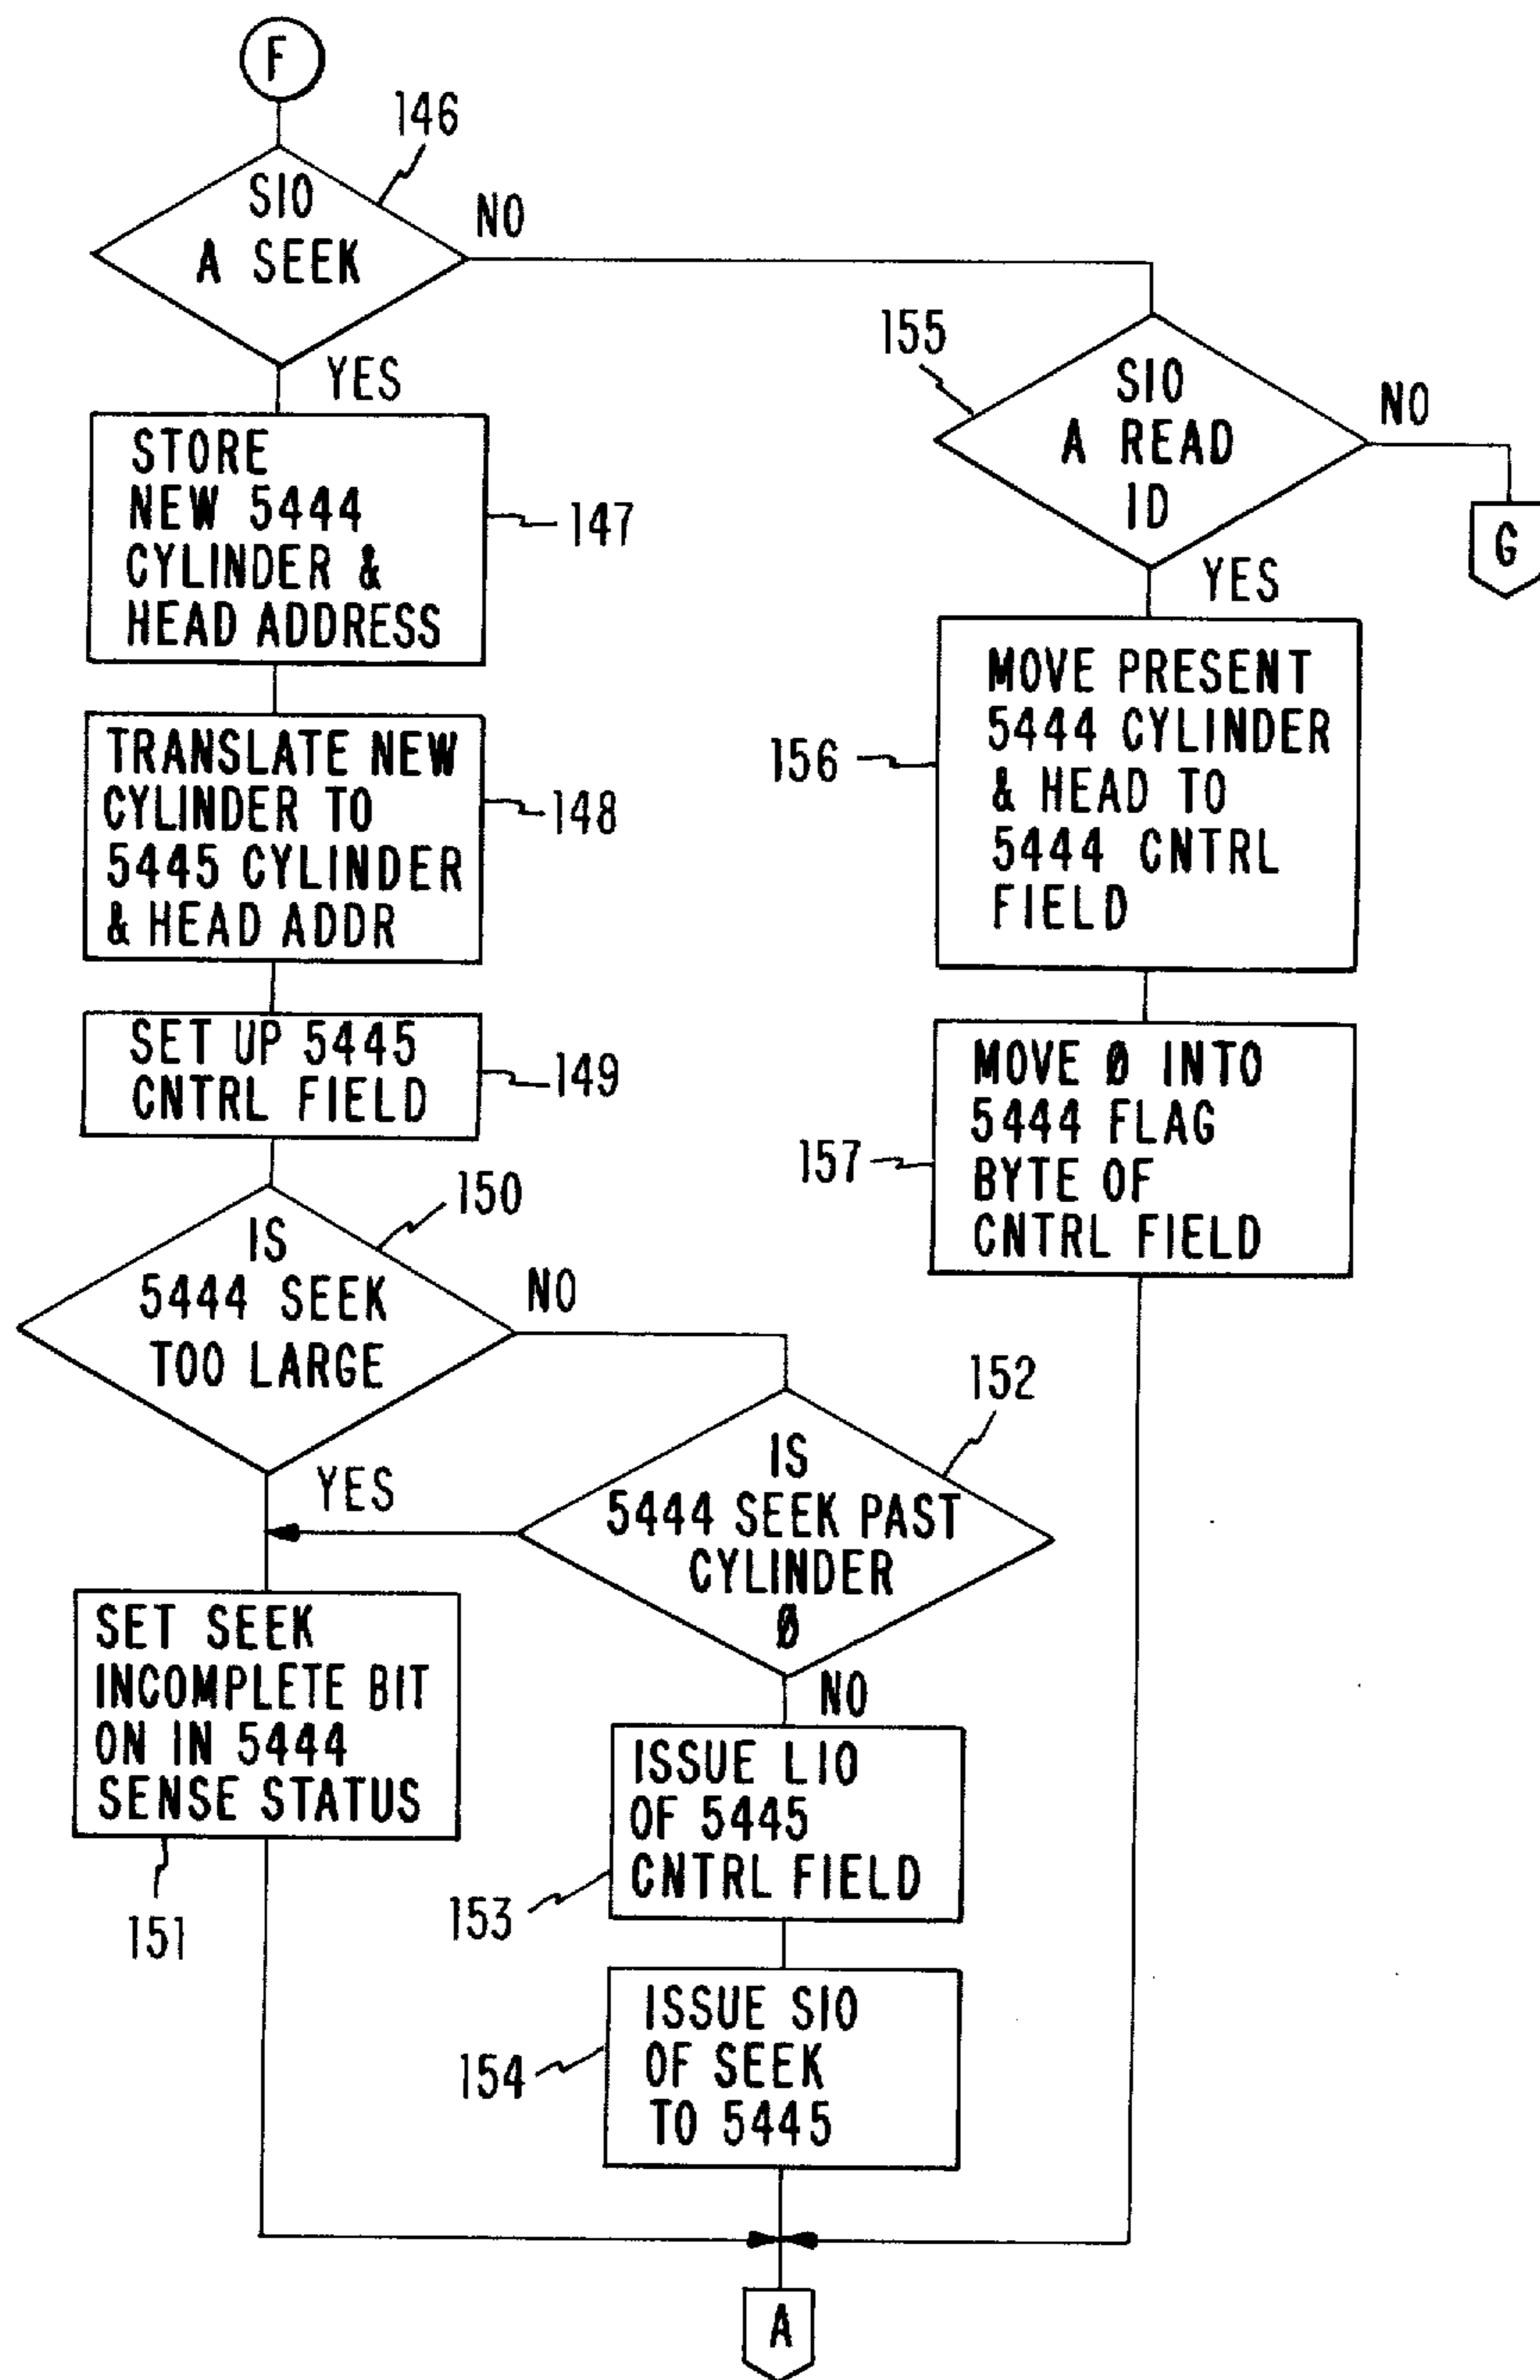 F
146
SIO
A SEEK
NO
YES
STORE
NEW 5444
CYLINDER &
HEAD ADDRESS
147
TRANSLATE NEW
CYLINDER TO
5445 CYLINDER
& HEAD ADDR
148
SET UP 5445
CNTRL FIELD
149
IS
5444 SEEK
TOO LARGE
150
NO
YES
IS
5444 SEEK PAST
CYLINDER
Ø
152
NO
SET SEEK
INCOMPLETE BIT
ON IN 5444
SENSE STATUS
151
ISSUE LIO
OF 5445
CNTRL FIELD
153
ISSUE SIO
OF SEEK
TO 5445
154
155
SIO
A READ
ID
NO
G
YES
MOVE PRESENT
5444 CYLINDER
& HEAD TO
5444 CNTRL
FIELD
156
MOVE Ø INTO
5444 FLAG
BYTE OF
CNTRL FIELD
157
A